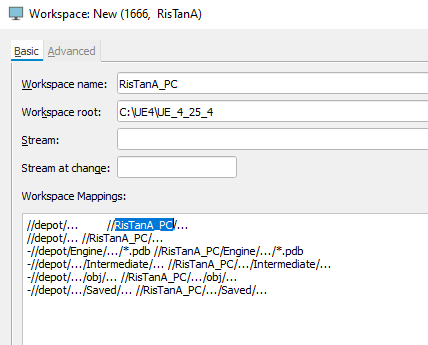 Workspace: New (1666, RisTanA)
Basic Advanced
Workspace name: RisTanA_PC
Workspace root: C:\UE4\UE_4_25_4
Stream:
Stream at change:
Workspace Mappings:
//depot/... //RisTanA_PC/...
//depot/... //RisTanA_PC/...
-//depot/Engine/.../*.pdb //RisTanA_PC/Engine/.../*.pdb
-//depot/.../Intermediate/... //RisTanA_PC/.../Intermediate/...
-//depot/.../obj/... //RisTanA_PC/.../obj/...
-//depot/.../Saved/... //RisTanA_PC/.../Saved/...